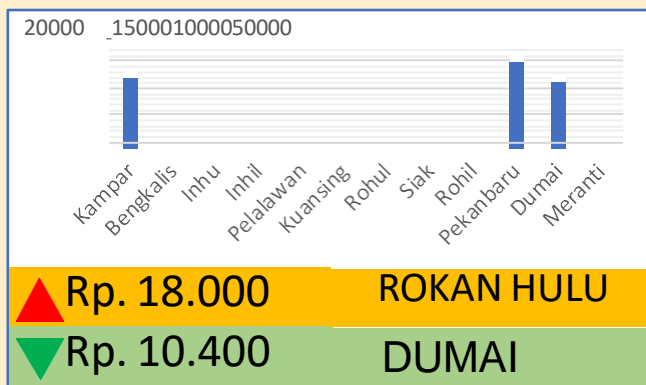 20000 150001000050000
Kampar
Bengkalis
Inhu
Inhil
Pelalawan
Kuansing
Rohul
Siak
Rohil
Pekanbaru
Dumai
Meranti
Rp. 18.000 ROKAN HULU
Rp. 10.400 DUMAI